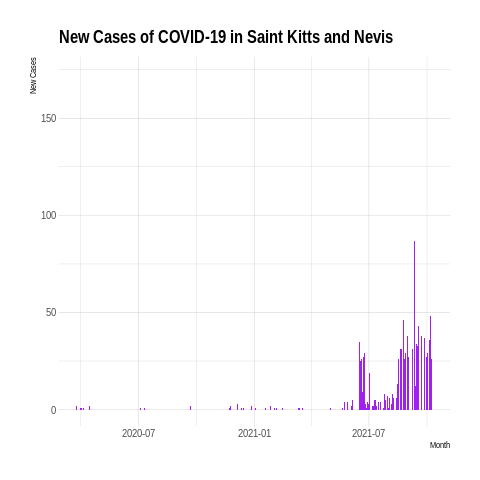 New Cases of COVID-19 in Saint Kitts and Nevis
New Cases
150
100
50
0
2020-07 2021-01 2021-07
Month